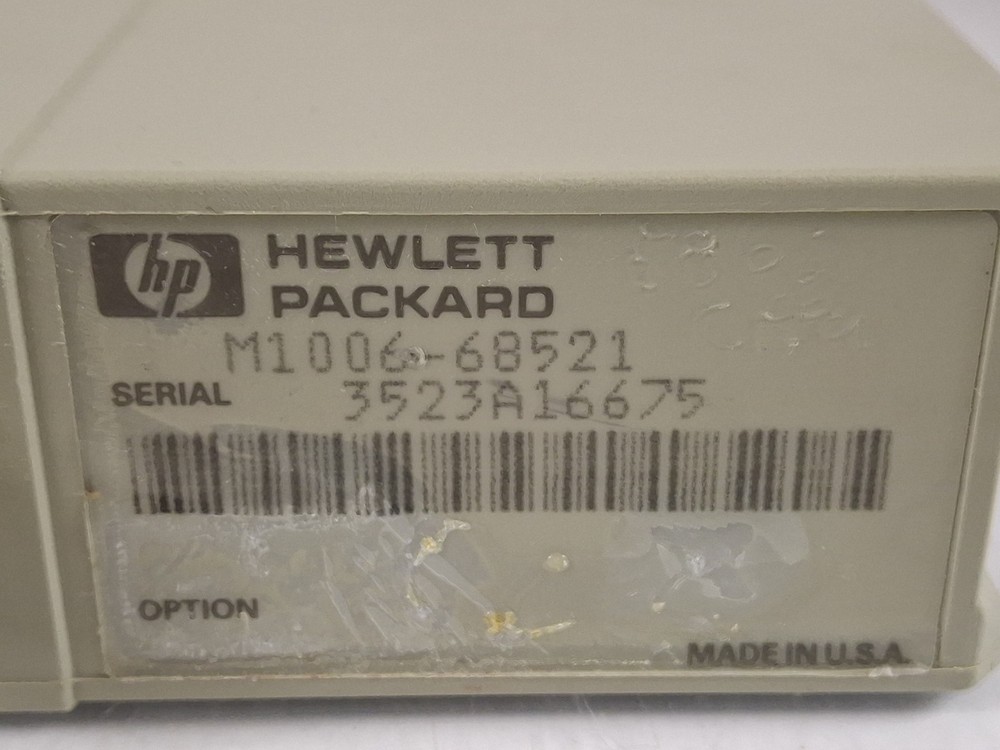 hp HEWLETT
PACKARD
M1006-68521
SERIAL 3523A16675
OPTION
MADE IN U.S.A.